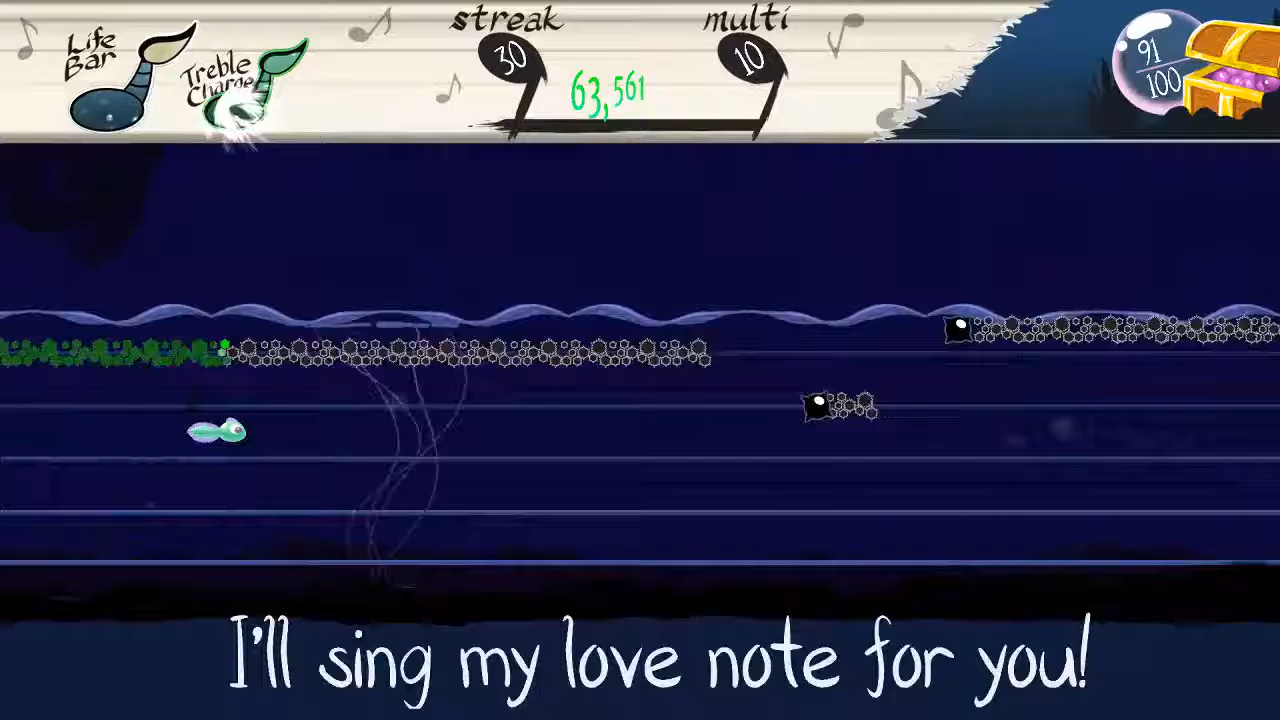 Life
Bar
Treble
Charge
streak
30
63,561
multi
10
91
100
I'll sing my love note for you!